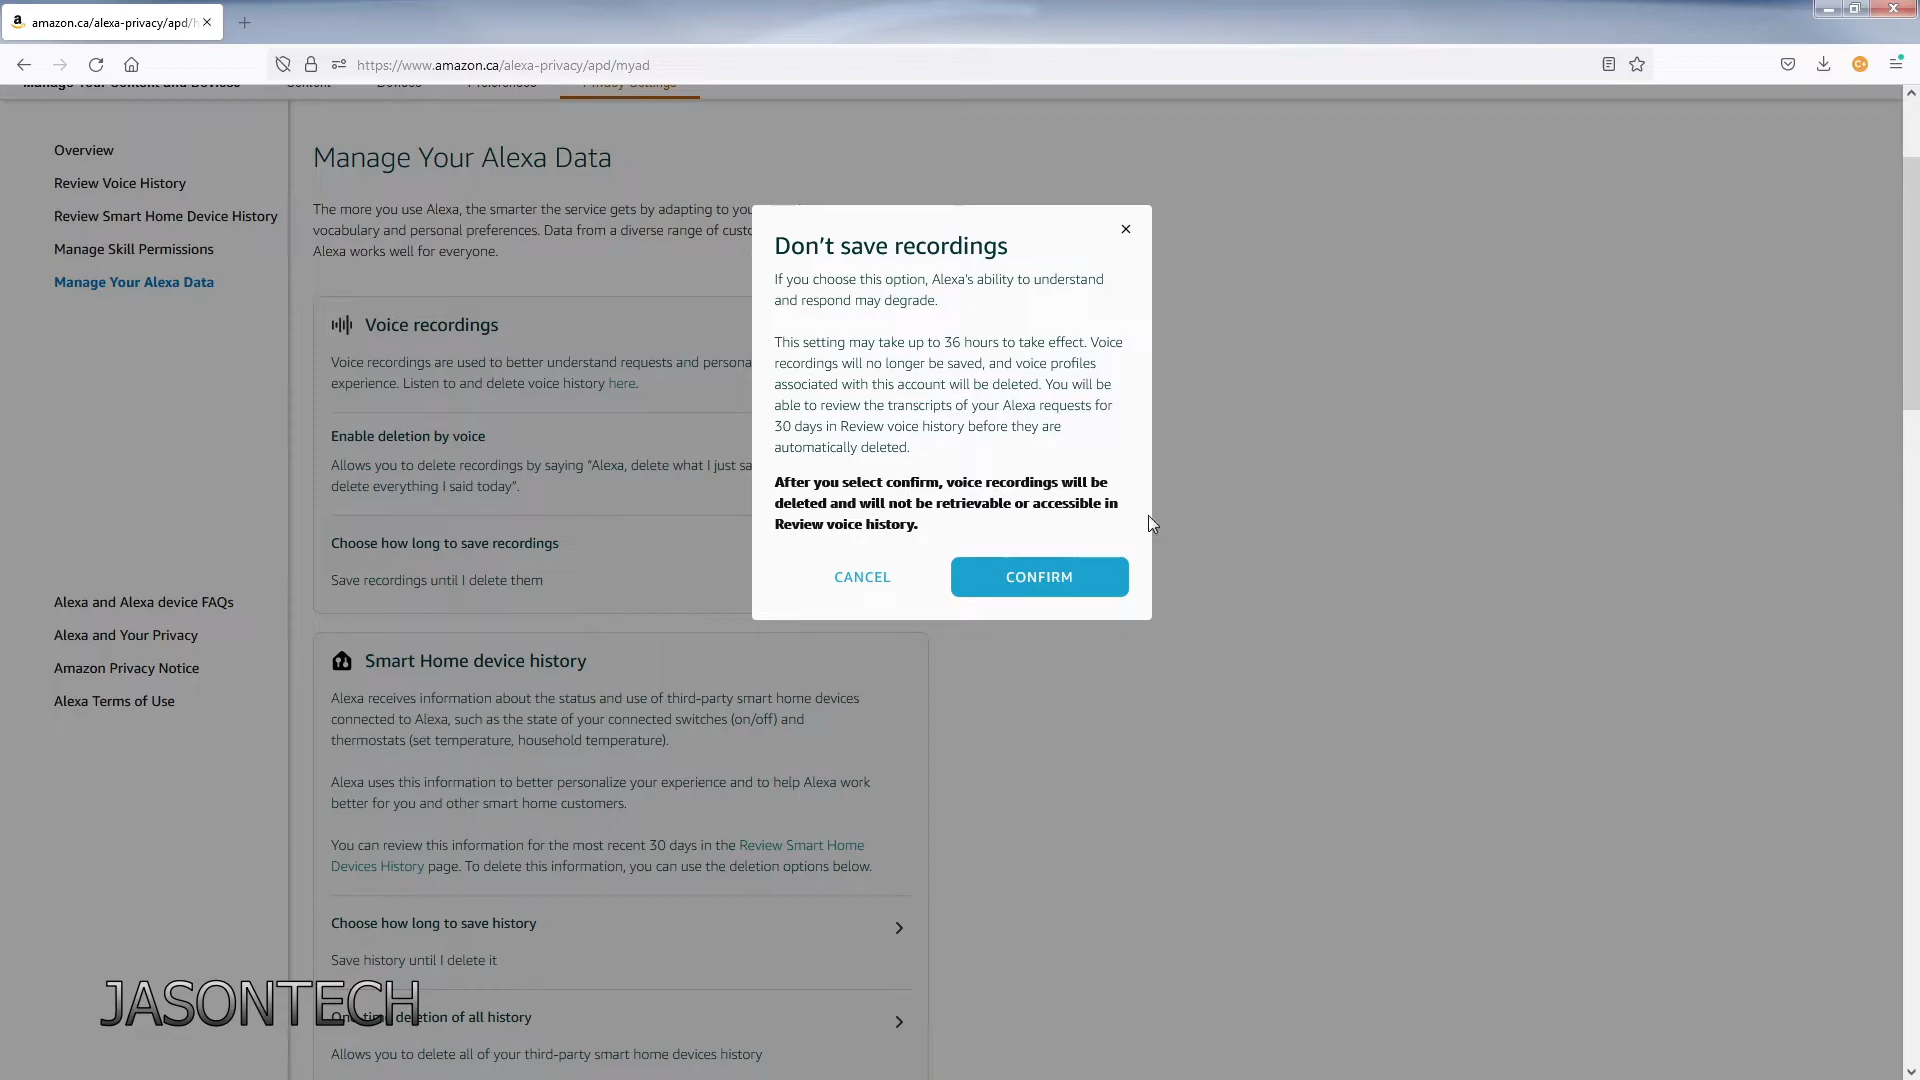 amazon.ca/alexa-privacy/apd/h
https://www.amazon.ca/alexa-privacy/apd/myad
Manage Your Content and Devices Content Devices Preferences Privacy Settings
Overview
Review Voice History
Review Smart Home Device History
Manage Skill Permissions
Manage Your Alexa Data
Alexa and Alexa device FAQs
Alexa and Your Privacy
Amazon Privacy Notice
Alexa Terms of Use
Manage Your Alexa Data
The more you use Alexa, the smarter the service gets by adapting to you
vocabulary and personal preferences. Data from a diverse range of custo
Alexa works well for everyone.
Voice recordings
Voice recordings are used to better understand requests and persona
experience. Listen to and delete voice history here.
Enable deletion by voice
Allows you to delete recordings by saying “Alexa, delete what I just sa
delete everything I said today”.
Choose how long to save recordings
Save recordings until I delete them
Don’t save recordings
If you choose this option, Alexa’s ability to understand
and respond may degrade.
This setting may take up to 36 hours to take effect. Voice
recordings will no longer be saved, and voice profiles
associated with this account will be deleted. You will be
able to review the transcripts of your Alexa requests for
30 days in Review voice history before they are
automatically deleted.
After you select confirm, voice recordings will be
deleted and will not be retrievable or accessible in
Review voice history.
CANCEL CONFIRM
Smart Home device history
Alexa receives information about the status and use of third-party smart home devices
connected to Alexa, such as the state of your connected switches (on/off) and
thermostats (set temperature, household temperature).
Alexa uses this information to better personalize your experience and to help Alexa work
better for you and other smart home customers.
You can review this information for the most recent 30 days in the Review Smart Home
Devices History page. To delete this information, you can use the deletion options below.
Choose how long to save history
Save history until I delete it
One-time deletion of all history
Allows you to delete all of your third-party smart home devices history
JASONTECH